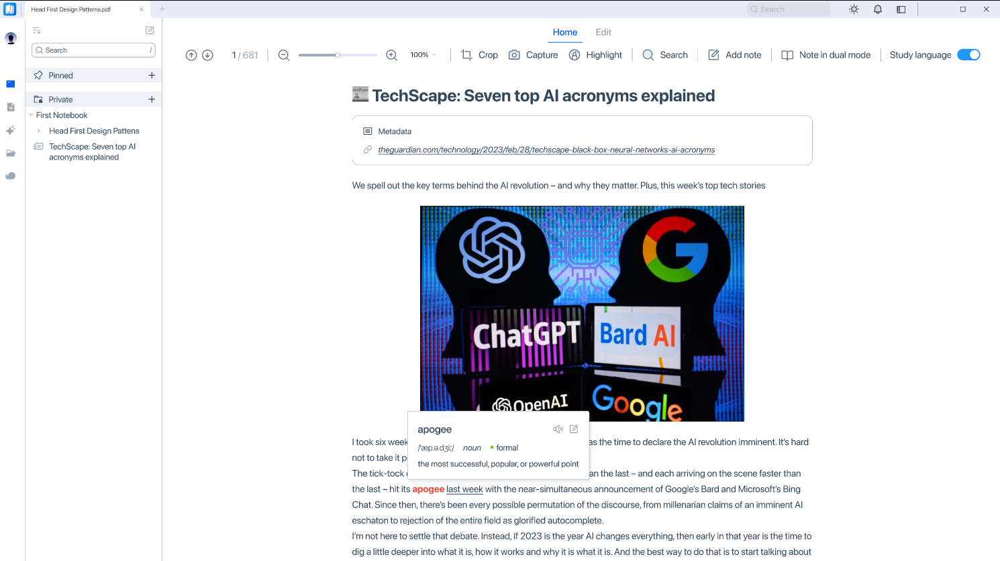 Head First Design Patterns.pdf
Search
Search
/
Pinned
Private
First Notebook
Head First Design Pattens
TechScape: Seven top AI
acronyms explained
Home
Edit
1 / 681
100%
Crop
Capture
Highlight
Search
Add note
Note in dual mode
Study language
TechScape: Seven top AI acronyms explained
Metadata
theguardian.com/technology/2023/feb/28/techscape-black-box-neural-networks-ai-acronyms
We spell out the key terms behind the AI revolution – and why they matter. Plus, this week's top tech stories
AI
ChatGPT
Bard AI
OpenAI
Google
apogee
/ˈæp.ə.dʒiː/ noun formal
the most successful, popular, or powerful point
I took six week as the time to declare the AI revolution imminent. It's hard
not to take it p
The tick-tock an the last – and each arriving on the scene faster than
the last – hit its apogee last week with the near-simultaneous announcement of Google's Bard and Microsoft's Bing
Chat. Since then, there's been every possible permutation of the discourse, from millenarian claims of an imminent AI
eschaton to rejection of the entire field as glorified autocomplete.
I'm not here to settle that debate. Instead, if 2023 is the year AI changes everything, then early in that year is the time to
dig a little deeper into what it is, how it works and why it is what it is. And the best way to do that is to start talking about